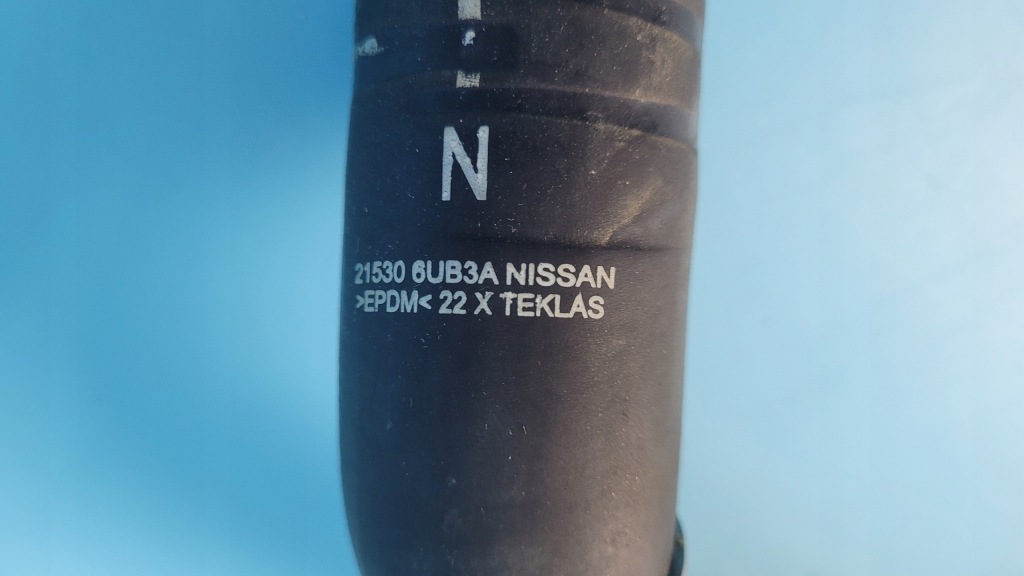 N
21530 6UB3A NISSAN
>EPDM< 22 X TEKLAS